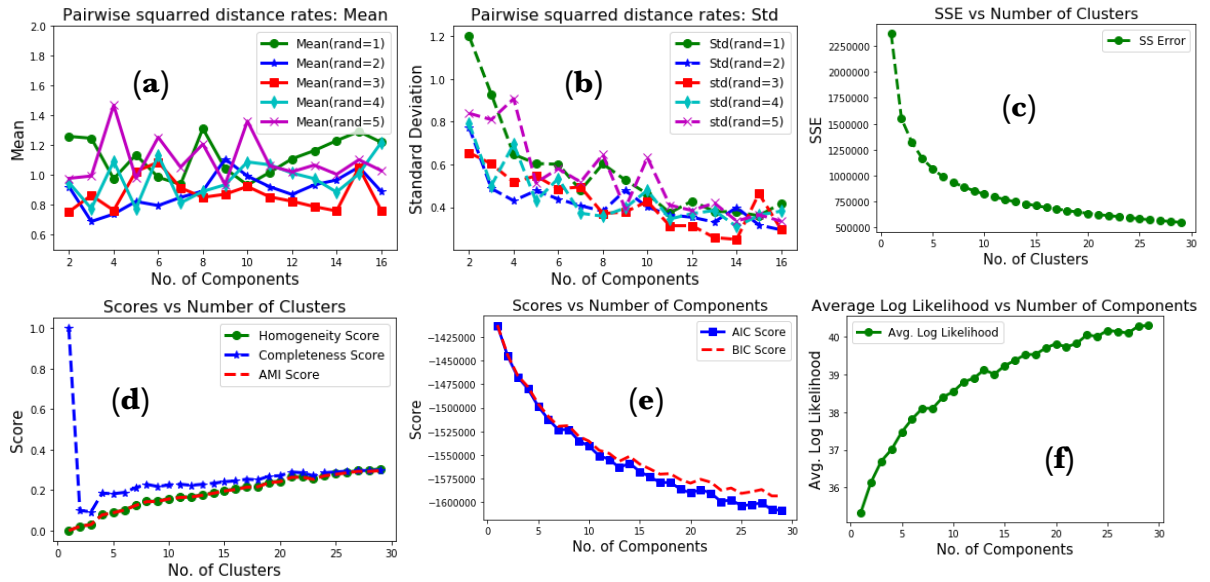 Pairwise squarred distance rates: Mean
2.0
1.8
1.6
1.4
1.2
1.0
0.8
0.6
Mean
Mean(rand=1)
Mean(rand=2)
Mean(rand=3)
Mean(rand=4)
Mean(rand=5)
(a)
2 4 6 8 10 12 14 16
No. of Components
Pairwise squarred distance rates: Std
1.2
1.0
0.8
0.6
0.4
Standard Deviation
Std(rand=1)
Std(rand=2)
std(rand=3)
std(rand=4)
std(rand=5)
(b)
2 4 6 8 10 12 14 16
No. of Components
SSE vs Number of Clusters
2250000
2000000
1750000
1500000
1250000
1000000
750000
500000
SSE
SS Error
(c)
0 5 10 15 20 25 30
No. of Clusters
Scores vs Number of Clusters
1.0
0.8
0.6
0.4
0.2
0.0
Score
Homogeneity Score
Completeness Score
AMI Score
(d)
0 5 10 15 20 25 30
No. of Clusters
Scores vs Number of Components
−1425000
−1450000
−1475000
−1500000
−1525000
−1550000
−1575000
−1600000
Score
AIC Score
BIC Score
(e)
0 5 10 15 20 25 30
No. of Components
Average Log Likelihood vs Number of Components
40
39
38
37
36
Avg. Log Likelihood
Avg. Log Likelihood
(f)
0 5 10 15 20 25 30
No. of Components